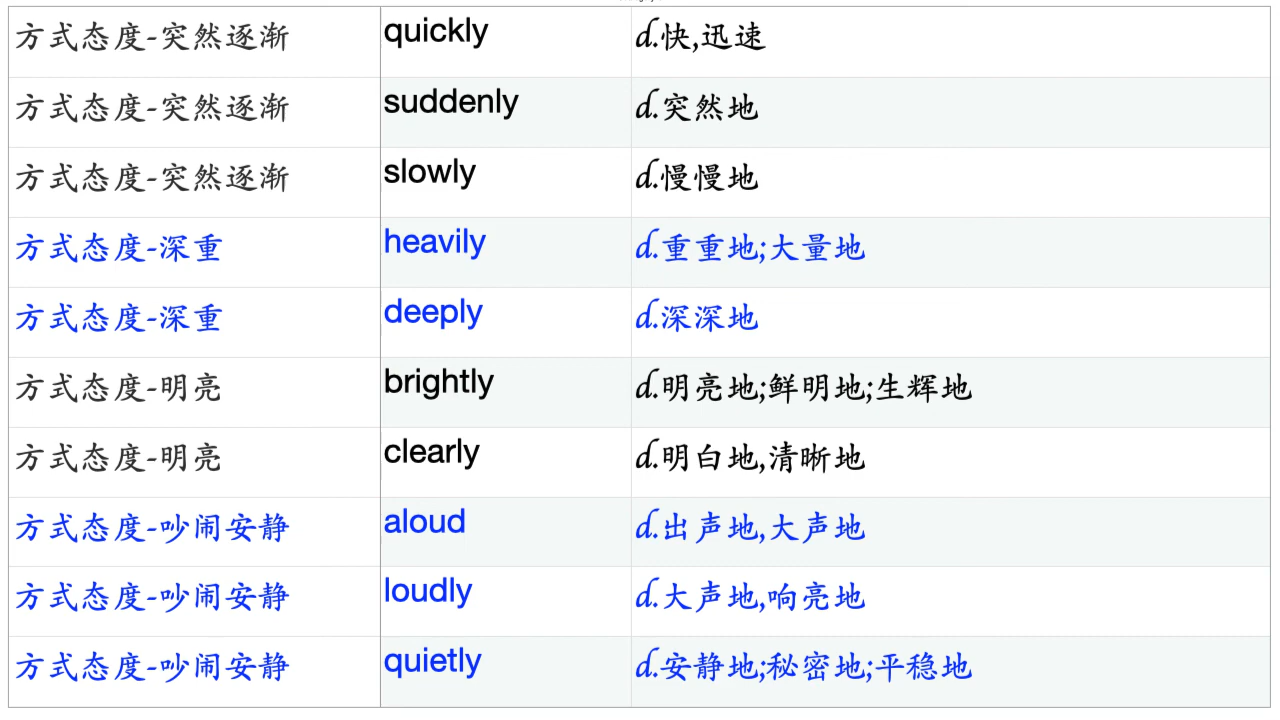 方式态度-突然逐渐 quickly d.快,迅速
方式态度-突然逐渐 suddenly d.突然地
方式态度-突然逐渐 slowly d.慢慢地
方式态度-深重 heavily d.重重地;大量地
方式态度-深重 deeply d.深深地
方式态度-明亮 brightly d.明亮地;鲜明地;生辉地
方式态度-明亮 clearly d.明白地,清晰地
方式态度-吵闹安静 aloud d.出声地,大声地
方式态度-吵闹安静 loudly d.大声地,响亮地
方式态度-吵闹安静 quietly d.安静地;秘密地;平稳地